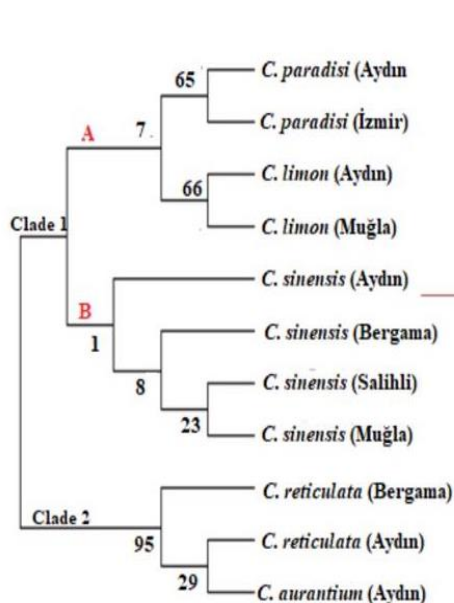 65
C. paradisi (Aydın
C. paradisi (İzmir)
A
7
C. limon (Aydın)
66
C. limon (Muğla)
Clade 1
C. sinensis (Aydın)
B
1
C. sinensis (Bergama)
8
C. sinensis (Salihli)
23
C. sinensis (Muğla)
C. reticulata (Bergama)
Clade 2
95
C. reticulata (Aydın)
29
C. aurantium (Aydın)